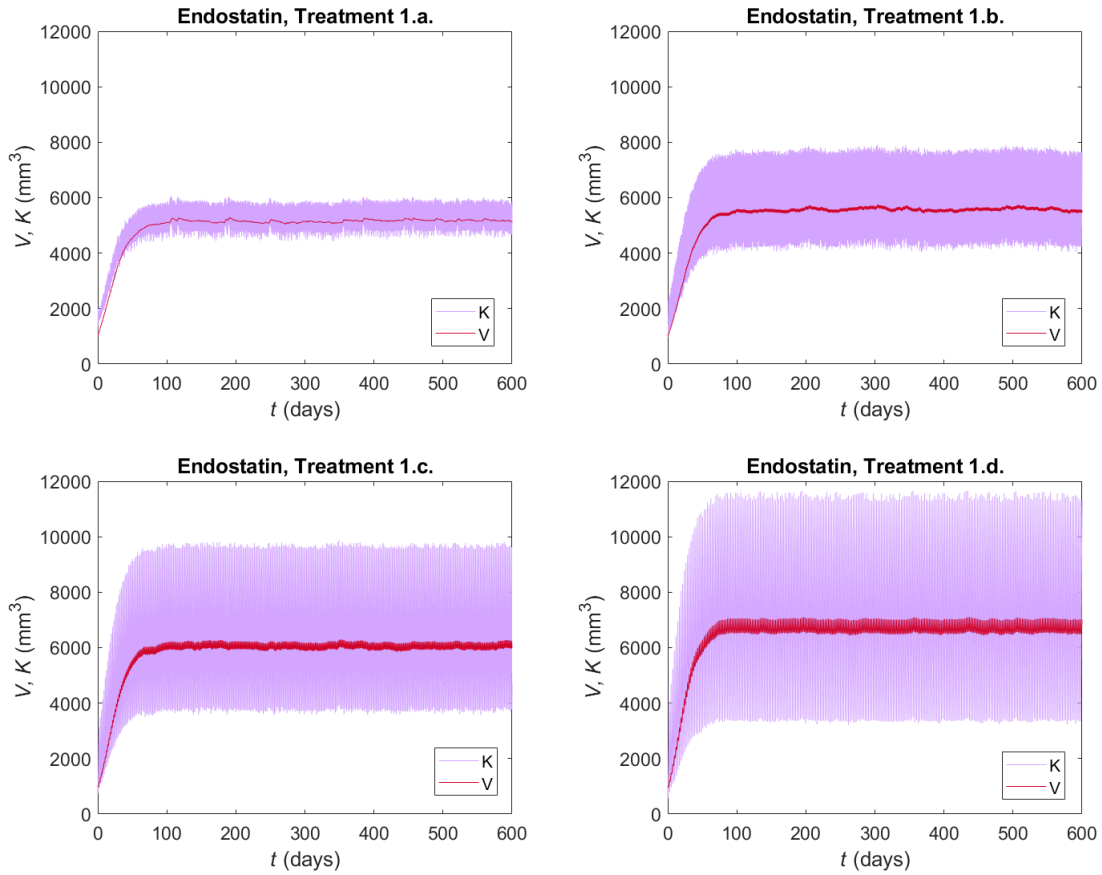 Endostatin, Treatment 1.a.
12000
10000
8000
6000
4000
2000
0
V, K (mm³)
0 100 200 300 400 500 600
t (days)
K
V
Endostatin, Treatment 1.b.
12000
10000
8000
6000
4000
2000
0
V, K (mm³)
0 100 200 300 400 500 600
t (days)
K
V
Endostatin, Treatment 1.c.
12000
10000
8000
6000
4000
2000
0
V, K (mm³)
0 100 200 300 400 500 600
t (days)
K
V
Endostatin, Treatment 1.d.
12000
10000
8000
6000
4000
2000
0
V, K (mm³)
0 100 200 300 400 500 600
t (days)
K
V